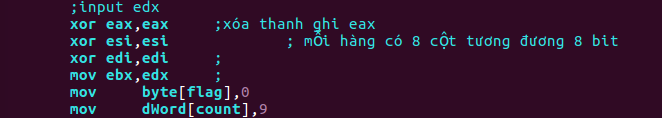 ;input edx
xor eax,eax ;xóa thanh ghi eax
xor esi,esi ; mỗi hàng có 8 cột tương đương 8 bit
xor edi,edi ;
mov ebx,edx ;
mov byte[flag],0
mov dWord[count],9